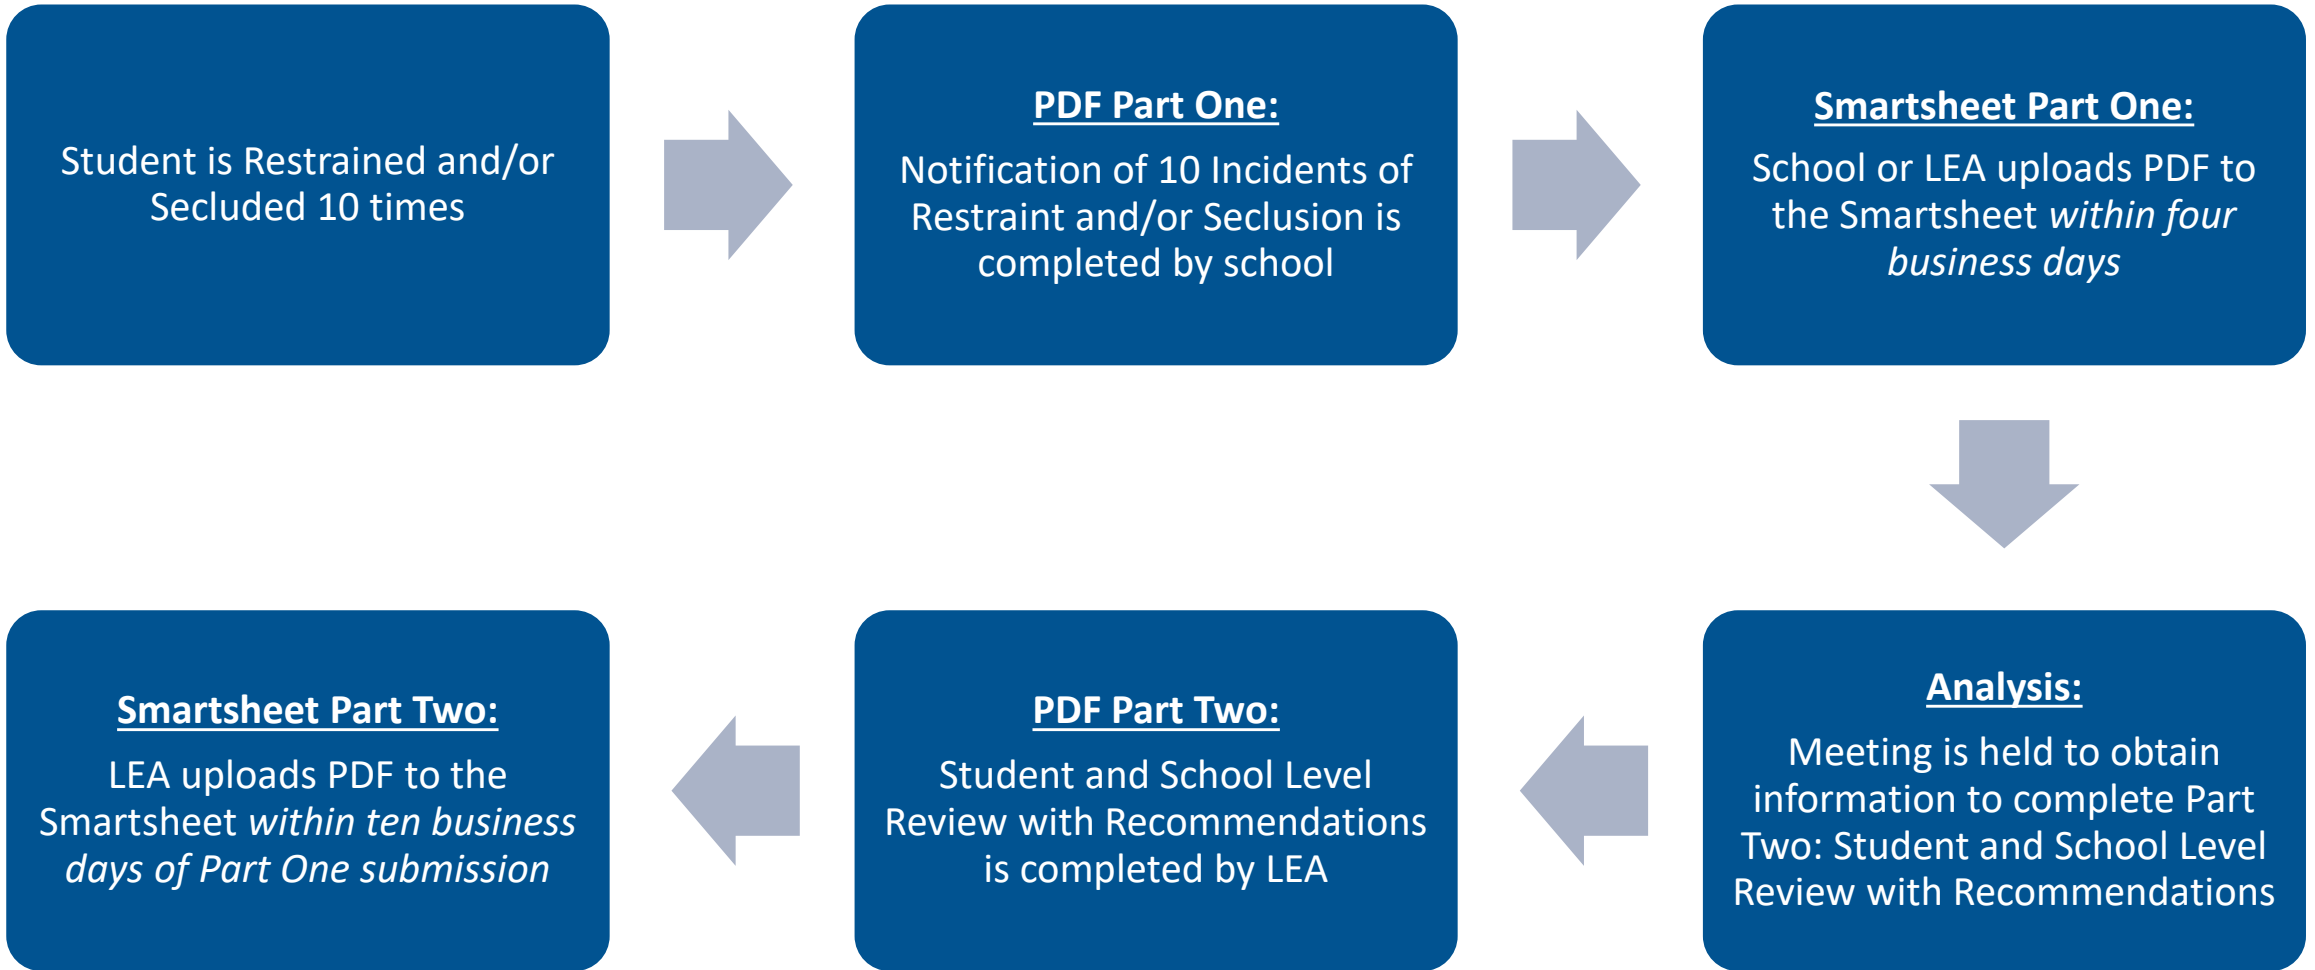 Student is Restrained and/or
Secluded 10 times
PDF Part One:
Notification of 10 Incidents of
Restraint and/or Seclusion is
completed by school
Smartsheet Part One:
School or LEA uploads PDF to
the Smartsheet within four
business days
Analysis:
Meeting is held to obtain
information to complete Part
Two: Student and School Level
Review with Recommendations
PDF Part Two:
Student and School Level
Review with Recommendations
is completed by LEA
Smartsheet Part Two:
LEA uploads PDF to the
Smartsheet within ten business
days of Part One submission